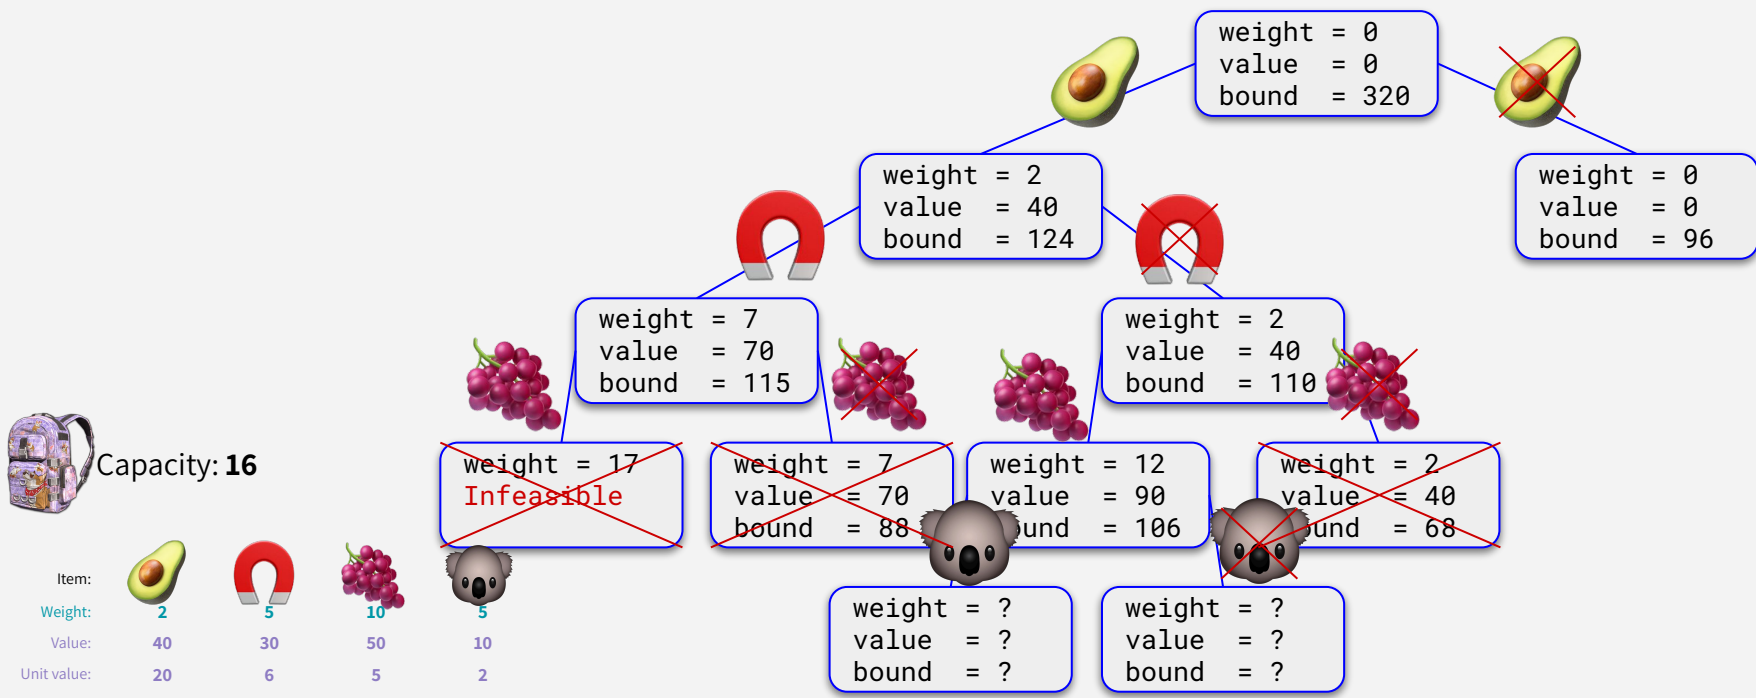 weight = 0
value = 0
bound = 320
weight = 2
value = 40
bound = 124
weight = 0
value = 0
bound = 96
weight = 7
value = 70
bound = 115
weight = 2
value = 40
bound = 110
weight = 17
Infeasible
weight = 7
value = 70
bound = 88
weight = 12
value = 90
bound = 106
weight = 2
value = 40
bound = 68
weight = ?
value = ?
bound = ?
weight = ?
value = ?
bound = ?
Capacity: 16
Item:
Weight: 2 5 10 5
Value: 40 30 50 10
Unit value: 20 6 5 2